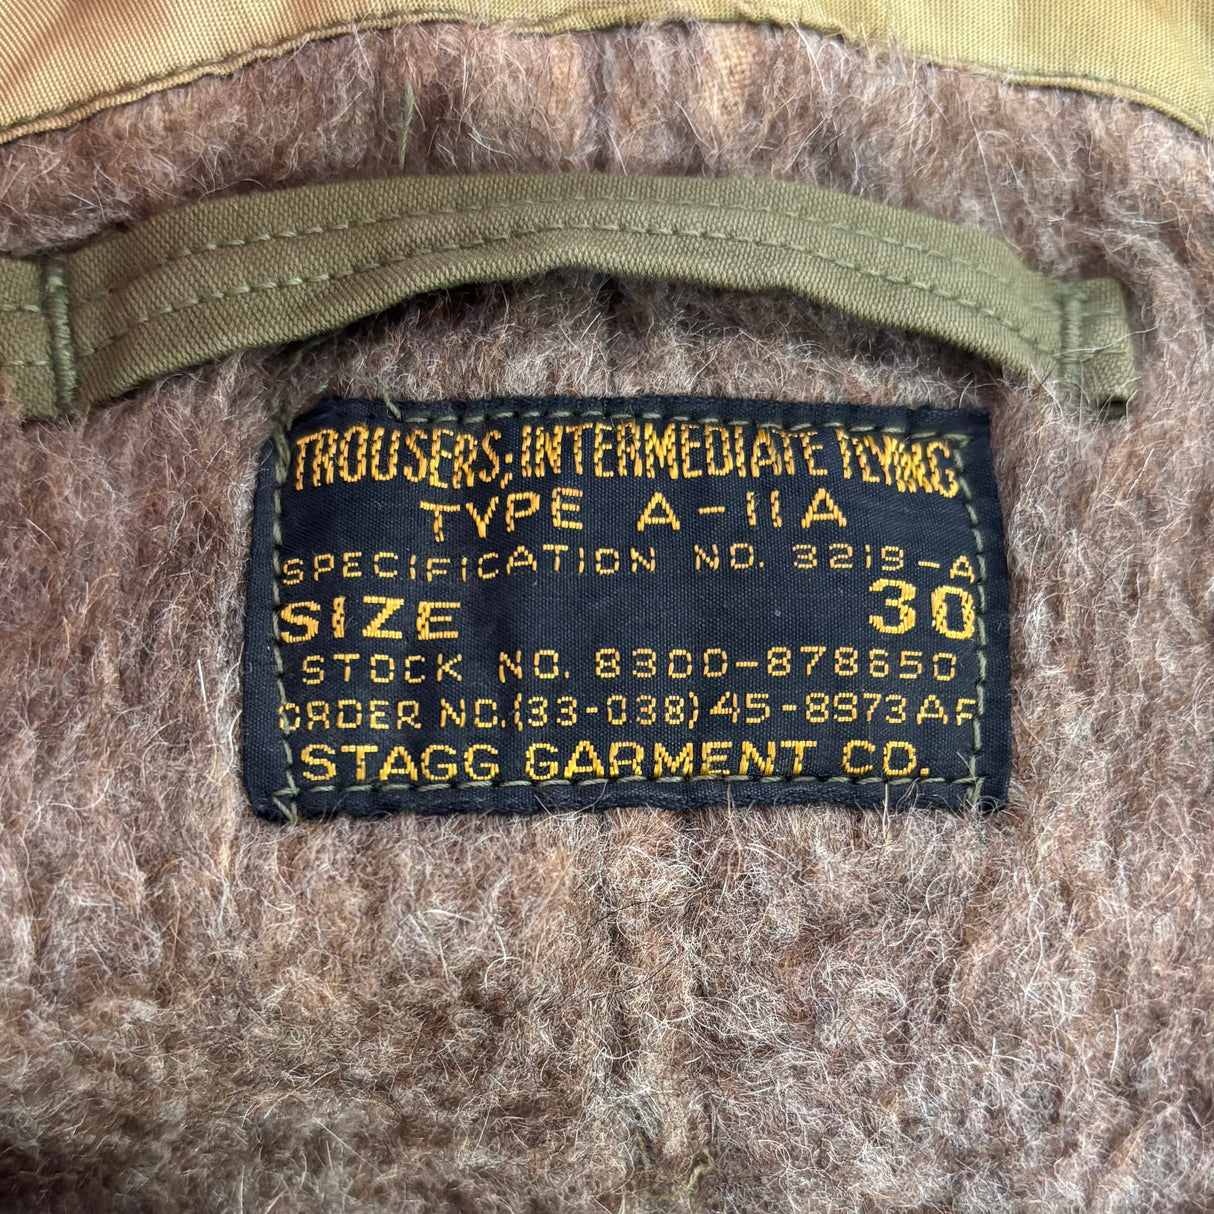 TROUSERS; INTERMEDIATE FLYING
TYPE A-11A
SPECIFICATION NO. 3219-A
SIZE 30
STOCK NO. 8300-878650
ORDER NO. (33-038) 45-8973 AF
STAGG GARMENT CO.